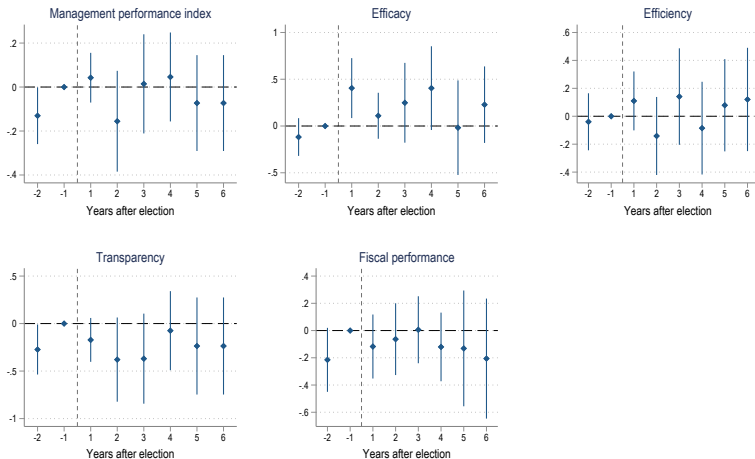 Management performance index
.2
0
-.2
-.4
-2 -1 1 2 3 4 5 6
Years after election
Efficacy
1
.5
0
-.5
-2 -1 1 2 3 4 5 6
Years after election
Efficiency
.6
.4
.2
0
-.2
-.4
-2 -1 1 2 3 4 5 6
Years after election
Transparency
.5
0
-.5
-1
-2 -1 1 2 3 4 5 6
Years after election
Fiscal performance
.4
.2
0
-.2
-.4
-.6
-2 -1 1 2 3 4 5 6
Years after election